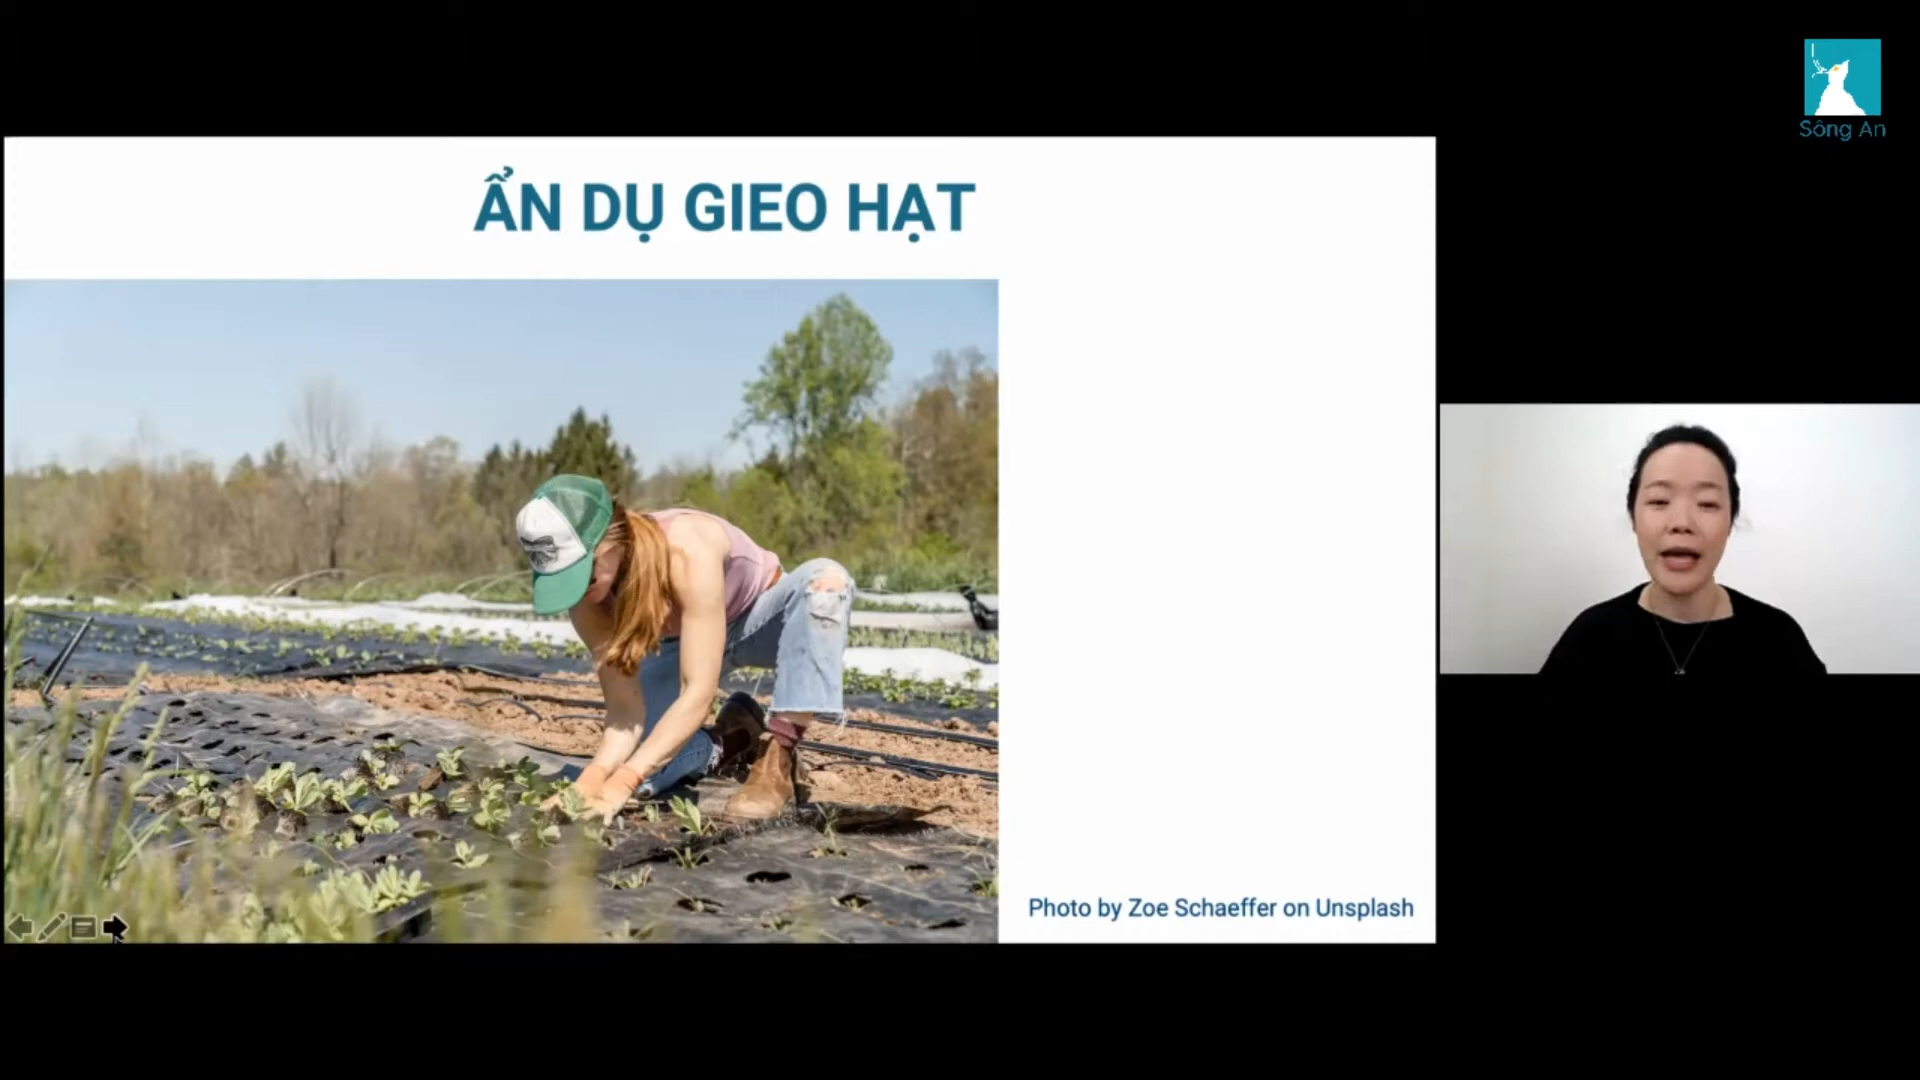 Sông An
ẨN DỤ GIEO HẠT
Photo by Zoe Schaeffer on Unsplash